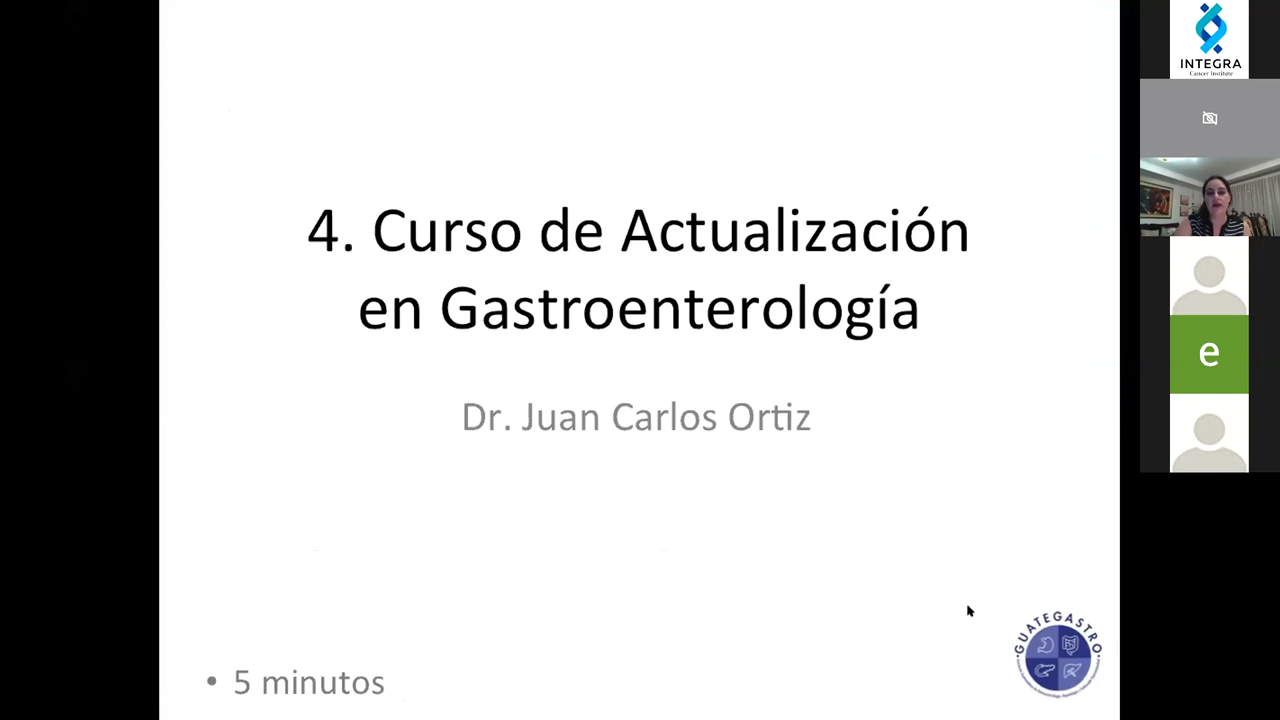 4. Curso de Actualización
en Gastroenterología
Dr. Juan Carlos Ortiz
• 5 minutos
GUATEGASTRO
INTEGRA
Cancer Institute
e